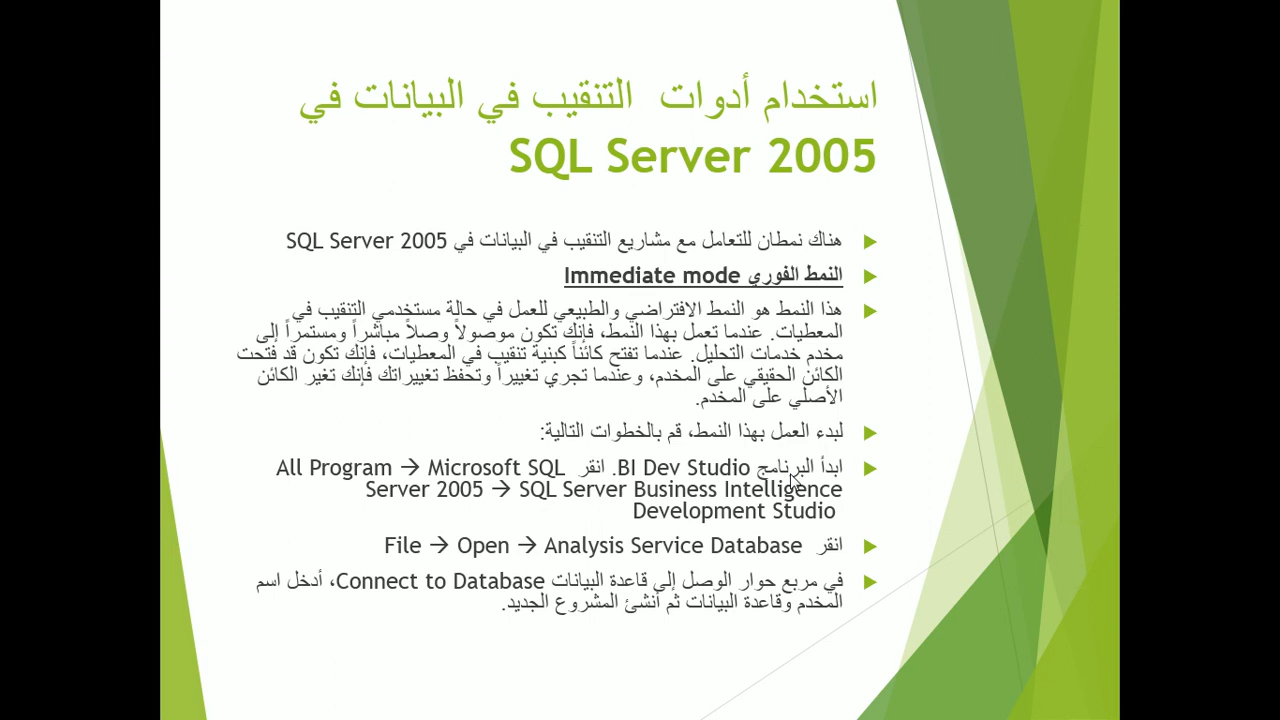 استخدام أدوات التنقيب في البيانات في
SQL Server 2005
هناك نمطان للتعامل مع مشاريع التنقيب في البيانات في SQL Server 2005
النمط الفوري Immediate mode
هذا النمط هو النمط الافتراضي والطبيعي للعمل في حالة مستخدمي التنقيب في
المعطيات. عندما تعمل بهذا النمط، فإنك تكون موصولاً وصلاً مباشراً ومستمراً إلى
مخدم خدمات التحليل. عندما تفتح كائناً كبنية تنقيب في المعطيات، فإنك تكون قد فتحت
الكائن الحقيقي على المخدم، وعندما تجري تغييراً وتحفظ تغييراتك فإنك تغير الكائن
الأصلي على المخدم.
لبدء العمل بهذا النمط، قم بالخطوات التالية:
ابدأ البرنامج BI Dev Studio. انقر All Program → Microsoft SQL
Server 2005 → SQL Server Business Intelligence
Development Studio
انقر File → Open → Analysis Service Database
في مربع حوار الوصل إلى قاعدة البيانات Connect to Database، أدخل اسم
المخدم وقاعدة البيانات ثم أنشئ المشروع الجديد.